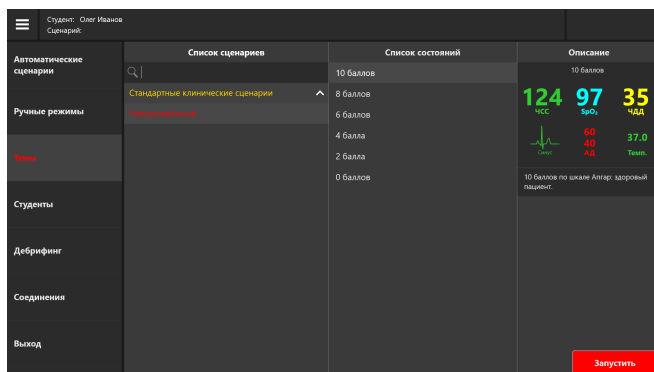 Студент: Олег Иванов
Сценарий:
Автоматические
сценарии
Ручные режимы
Студенты
Дебрифинг
Соединения
Выход
Список сценариев
Стандартные клинические сценарии
Список состояний
10 баллов
8 баллов
6 баллов
4 балла
2 балла
0 баллов
Описание
10 баллов
124 97 35
ЧСС SpO₂ ЧДД
60
40 37.0
Синус АД Темп.
10 баллов по шкале Апгар: здоровый
пациент.
Запустить